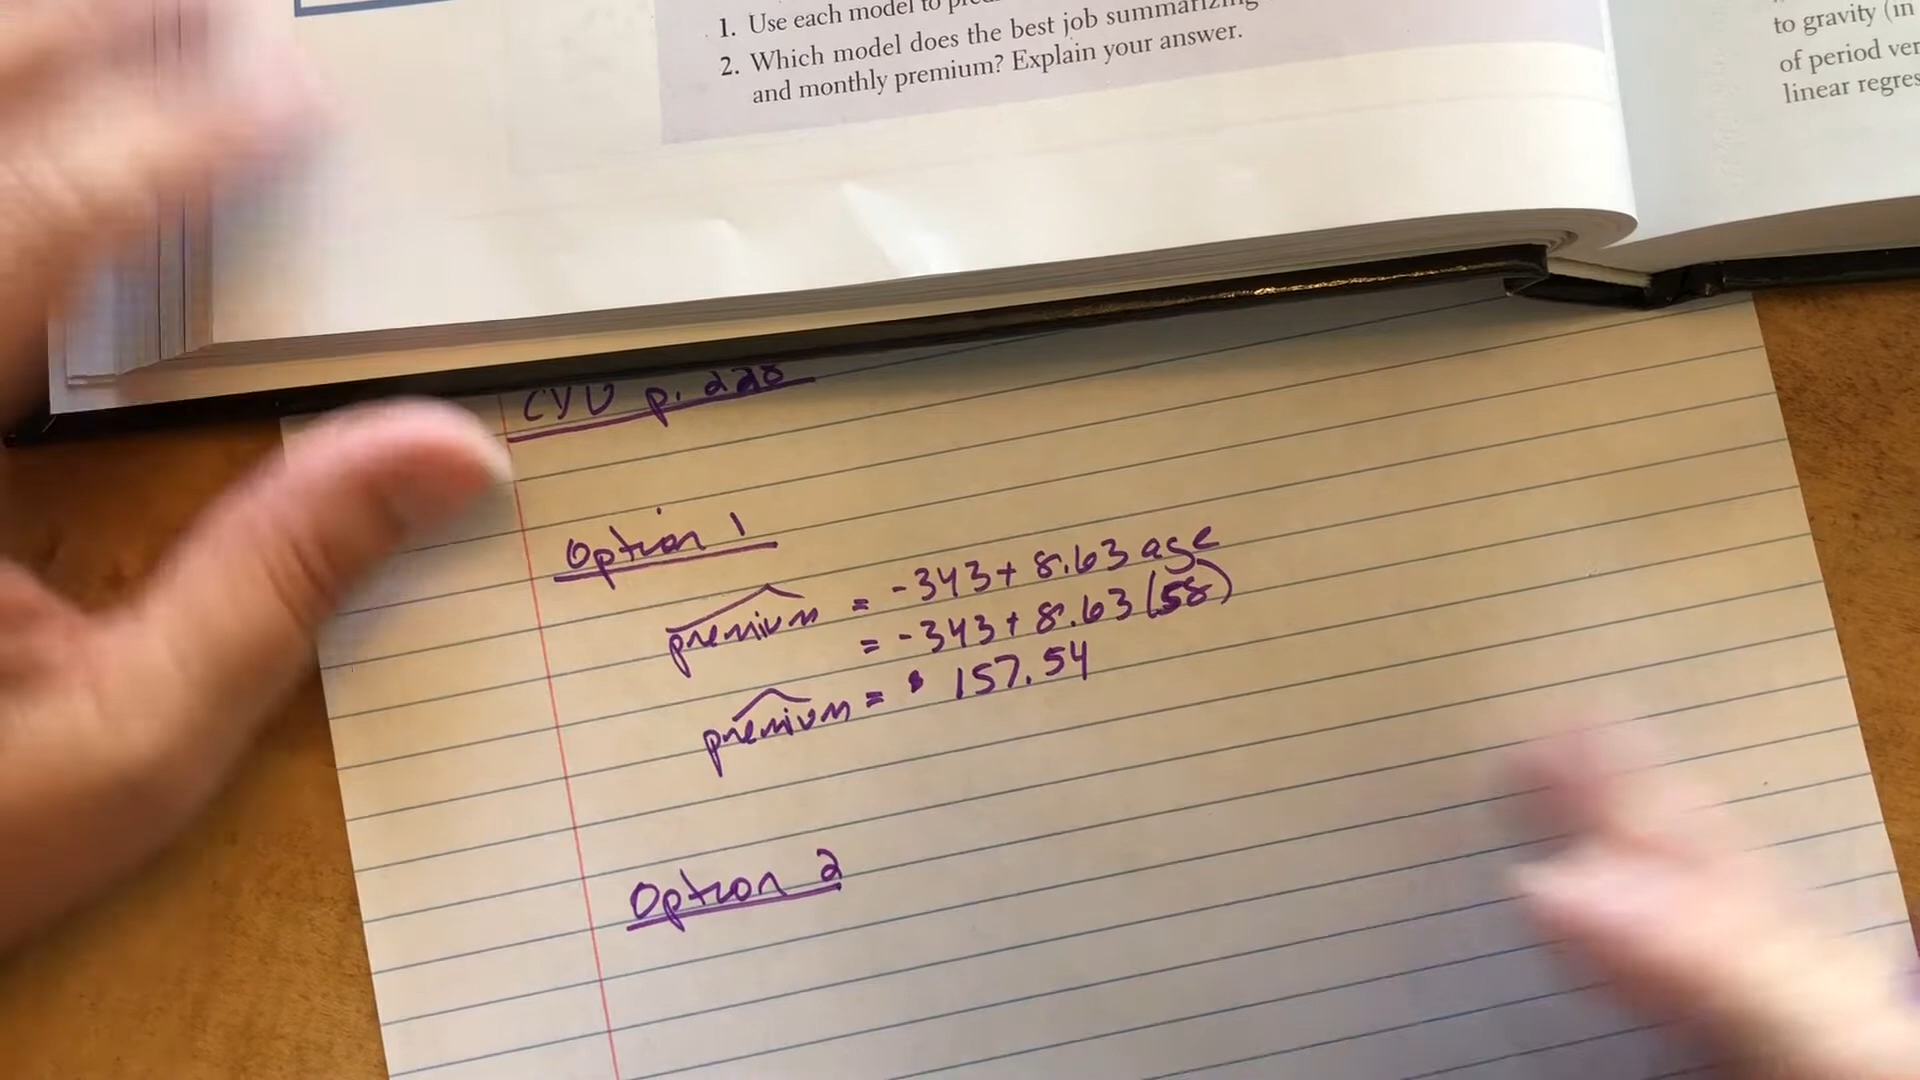 1. Use each model to
2. Which model does the best job summarizing
and monthly premium? Explain your answer.
to gravity (in
of period ver
linear regres
CYU p. 228
Option 1
premium = -343 + 8.63 age
= -343 + 8.63 (58)
premium = $ 157.54
Option 2